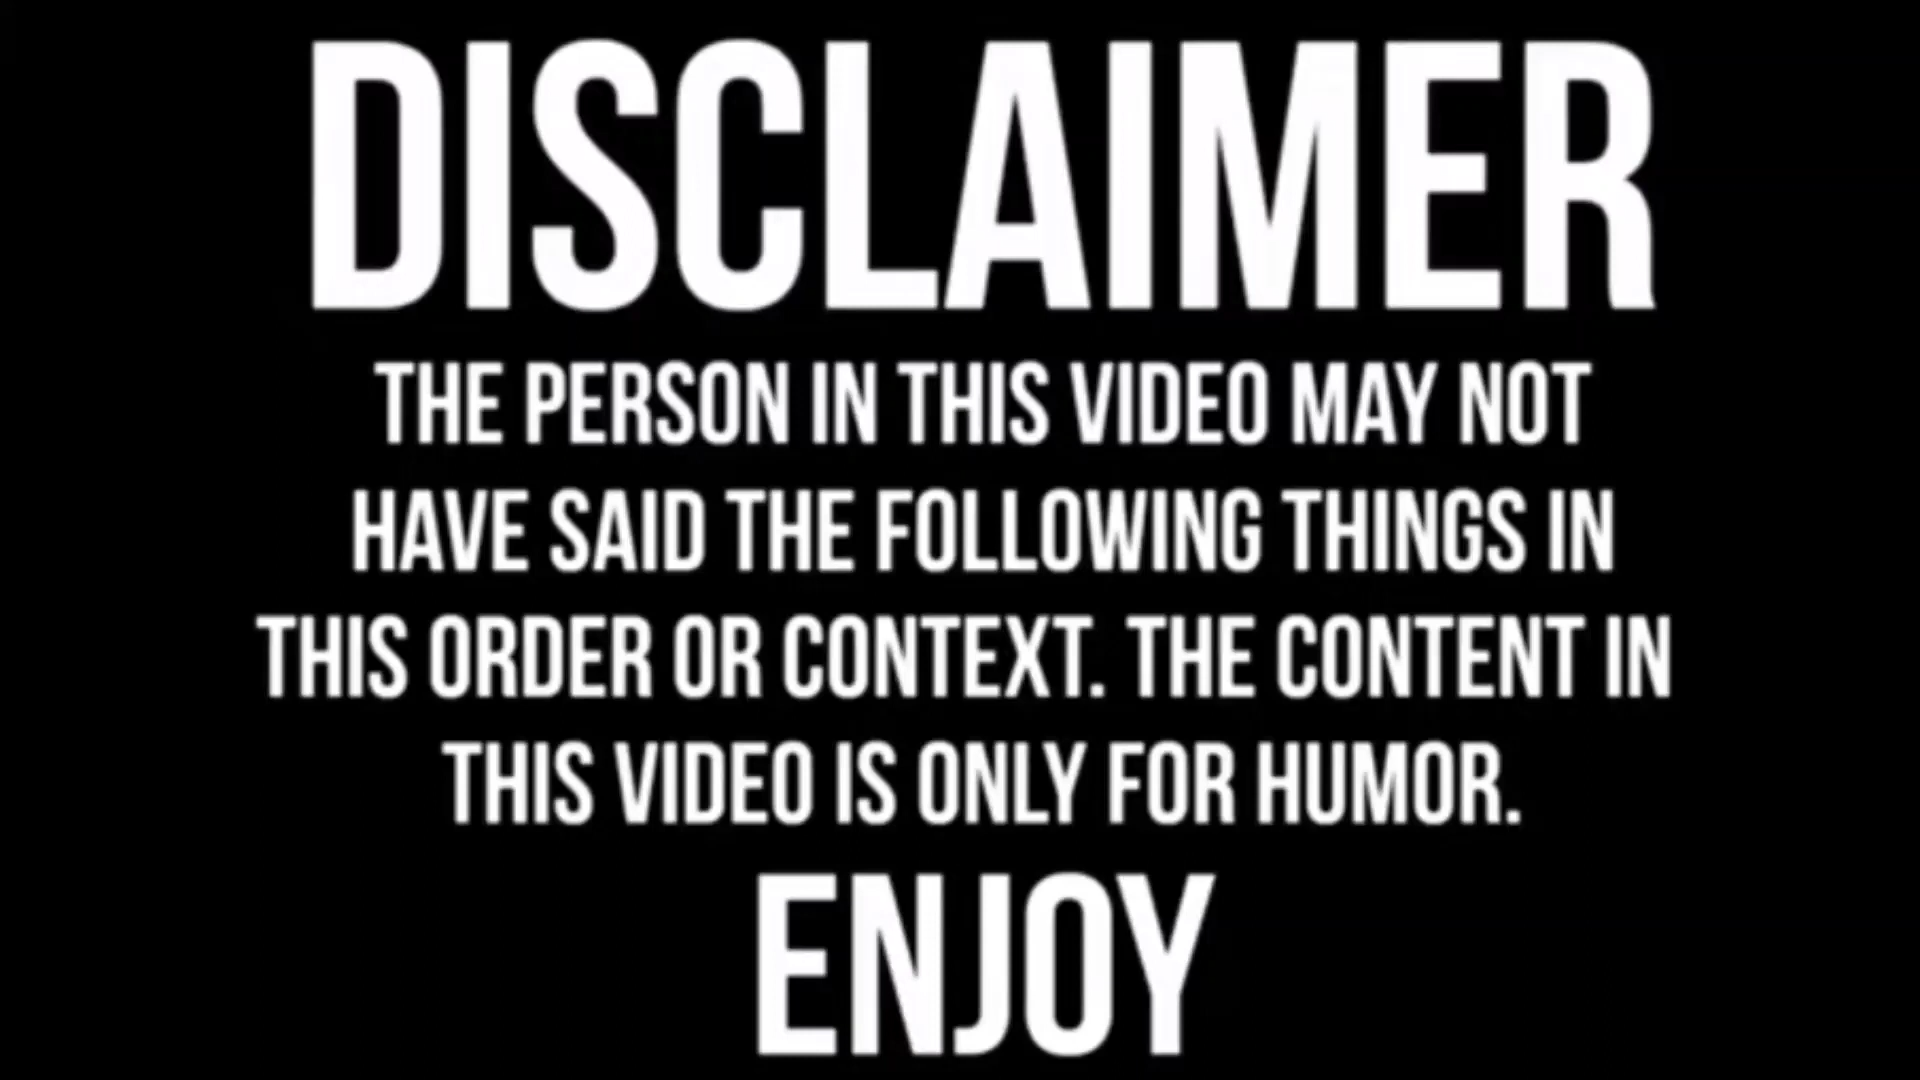 DISCLAIMER
THE PERSON IN THIS VIDEO MAY NOT
HAVE SAID THE FOLLOWING THINGS IN
THIS ORDER OR CONTEXT. THE CONTENT IN
THIS VIDEO IS ONLY FOR HUMOR.
ENJOY